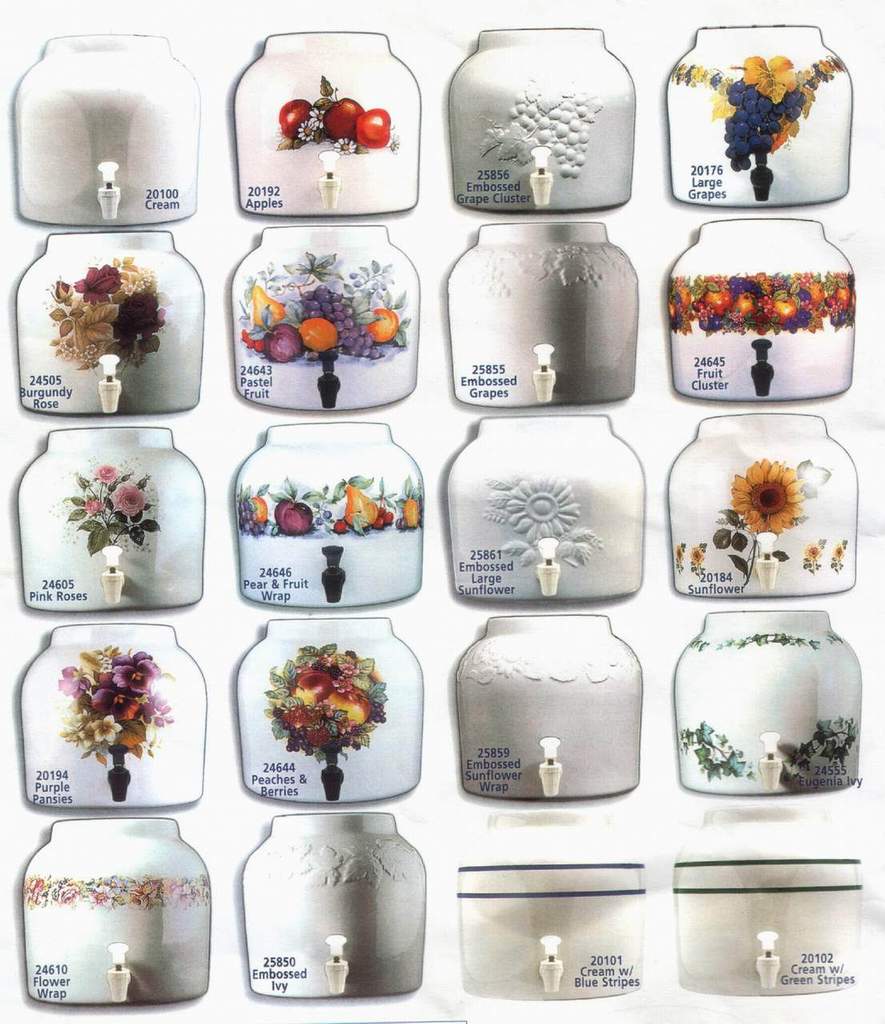 20100
Cream
20192
Apples
25856
Embossed
Grape Cluster
20176
Large
Grapes
24505
Burgundy
Rose
24643
Pastel
Fruit
25855
Embossed
Grapes
24645
Fruit
Cluster
24605
Pink Roses
24646
Pear & Fruit
Wrap
25861
Embossed
Large
Sunflower
20184
Sunflower
20194
Purple
Pansies
24644
Peaches &
Berries
25859
Embossed
Sunflower
Wrap
24555
Eugenia Ivy
24610
Flower
Wrap
25850
Embossed
Ivy
20101
Cream w/
Blue Stripes
20102
Cream w/
Green Stripes